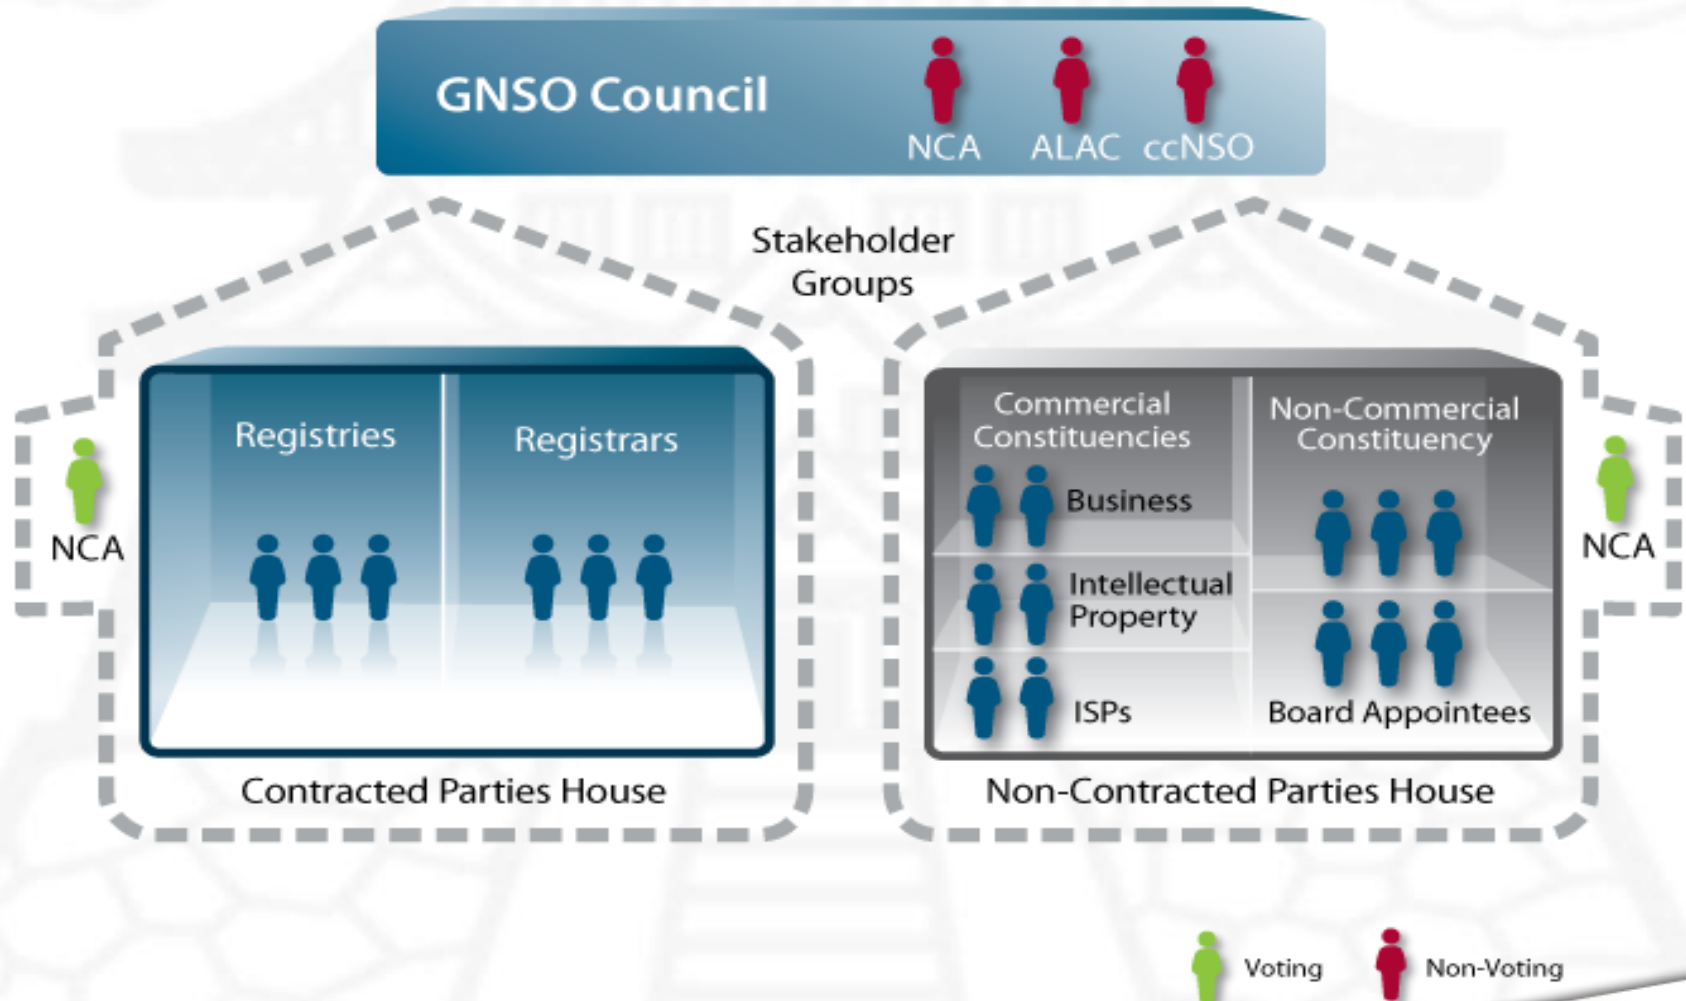 GNSO Council
NCA ALAC ccNSO
Stakeholder
Groups
NCA
Registries
Registrars
Contracted Parties House
Commercial
Constituencies
Business
Intellectual
Property
ISPs
Non-Commercial
Constituency
Board Appointees
NCA
Non-Contracted Parties House
Voting
Non-Voting